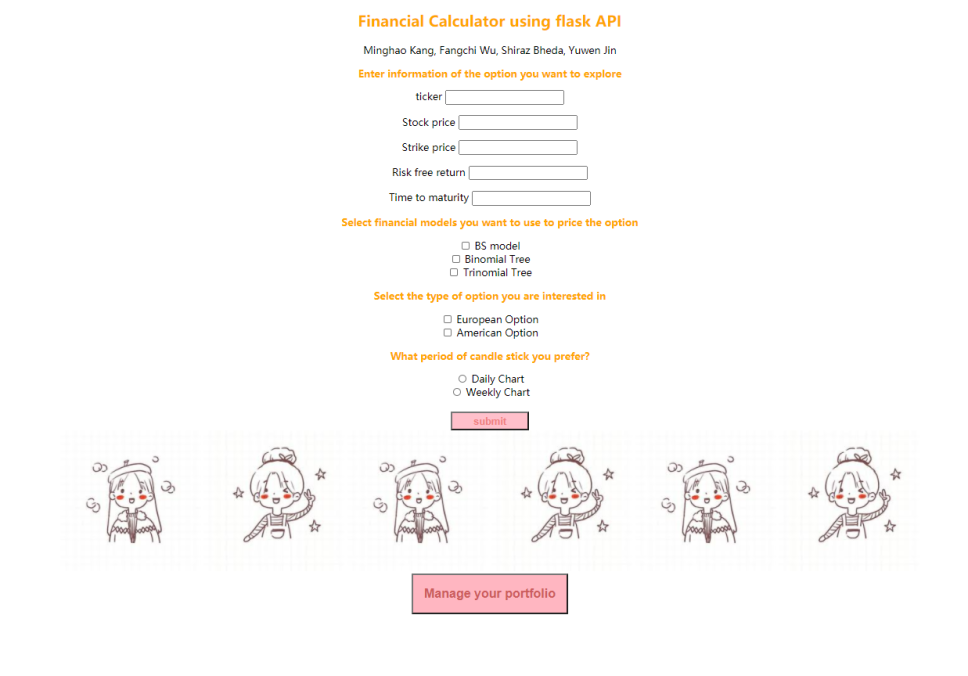 Financial Calculator using flask API
Minghao Kang, Fangchi Wu, Shiraz Bheda, Yuwen Jin
Enter information of the option you want to explore
ticker
Stock price
Strike price
Risk free return
Time to maturity
Select financial models you want to use to price the option
BS model
Binomial Tree
Trinomial Tree
Select the type of option you are interested in
European Option
American Option
What period of candle stick you prefer?
Daily Chart
Weekly Chart
submit
Manage your portfolio